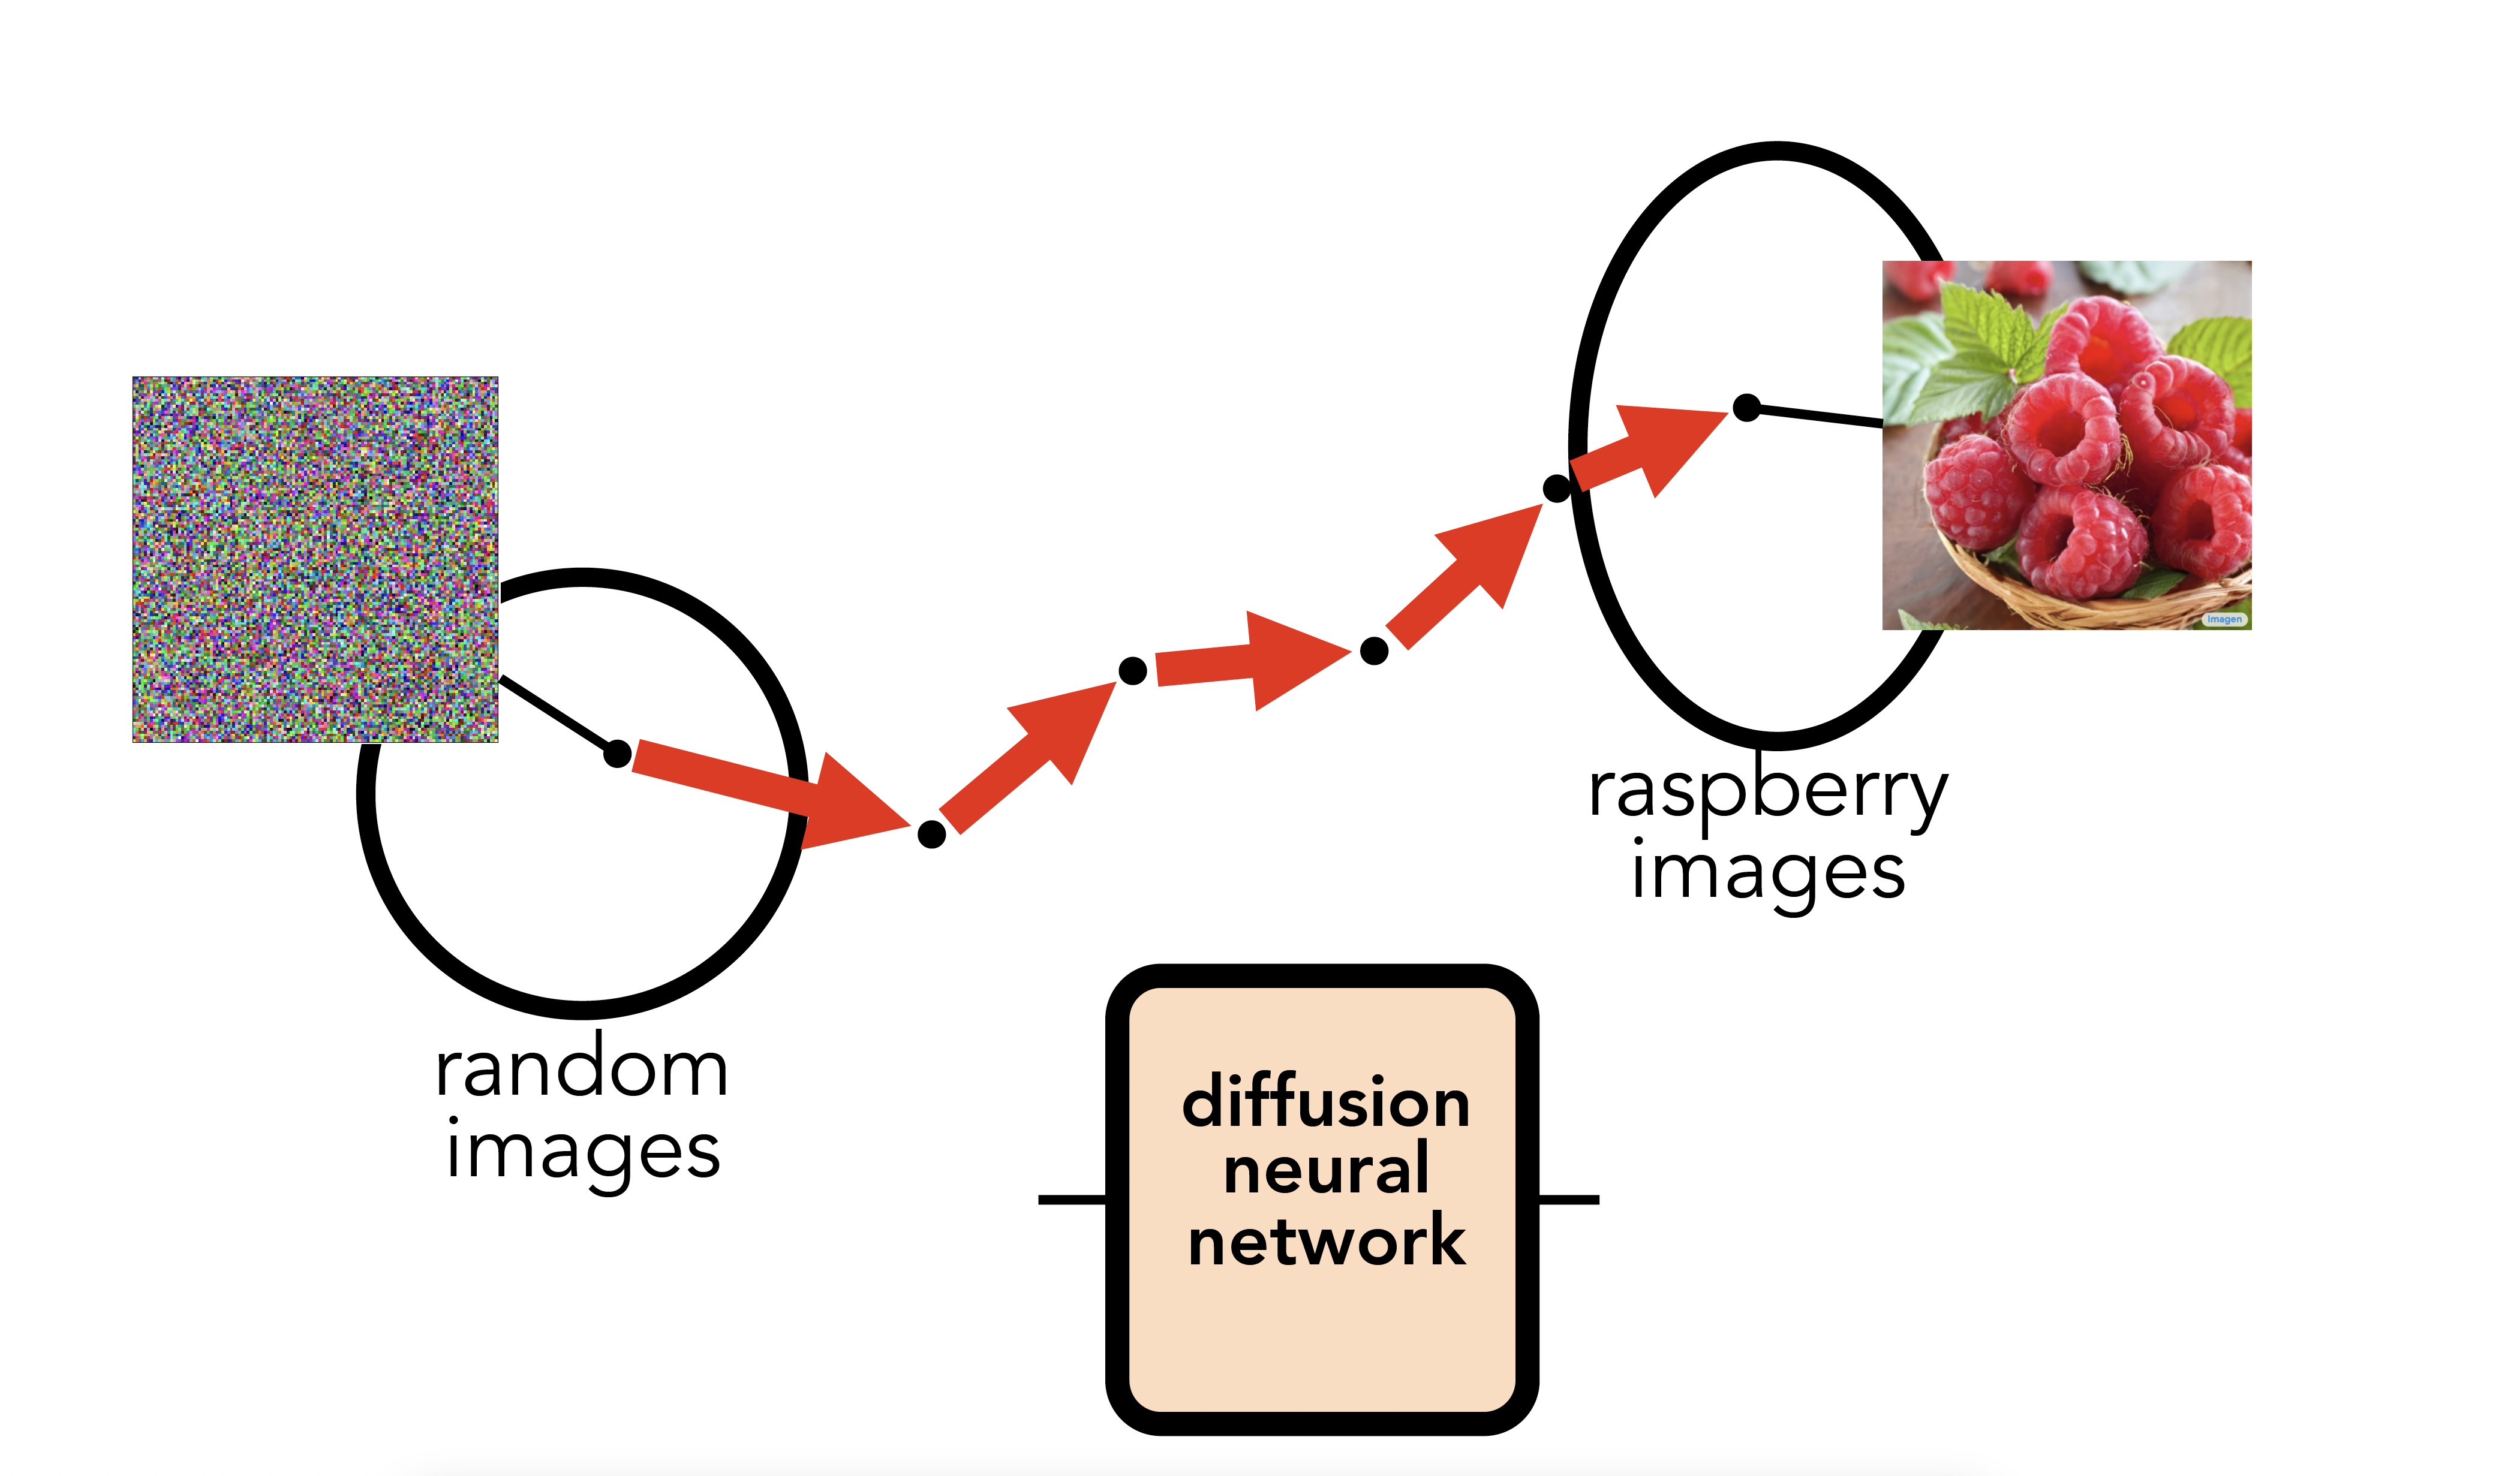 Imagen
raspberry
images
random
images
diffusion
neural
network